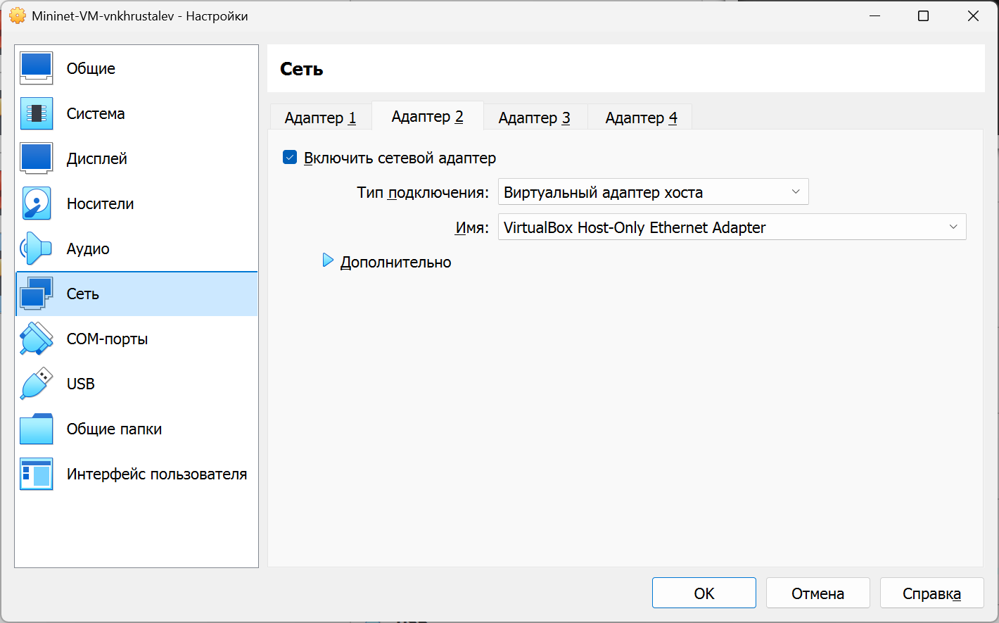 Mininet-VM-vnkhrustalev - Настройки
Общие
Система
Дисплей
Носители
Аудио
Сеть
COM-порты
USB
Общие папки
Интерфейс пользователя
Сеть
Адаптер 1
Адаптер 2
Адаптер 3
Адаптер 4
Включить сетевой адаптер
Тип подключения: Виртуальный адаптер хоста
Имя: VirtualBox Host-Only Ethernet Adapter
Дополнительно
OK
Отмена
Справка